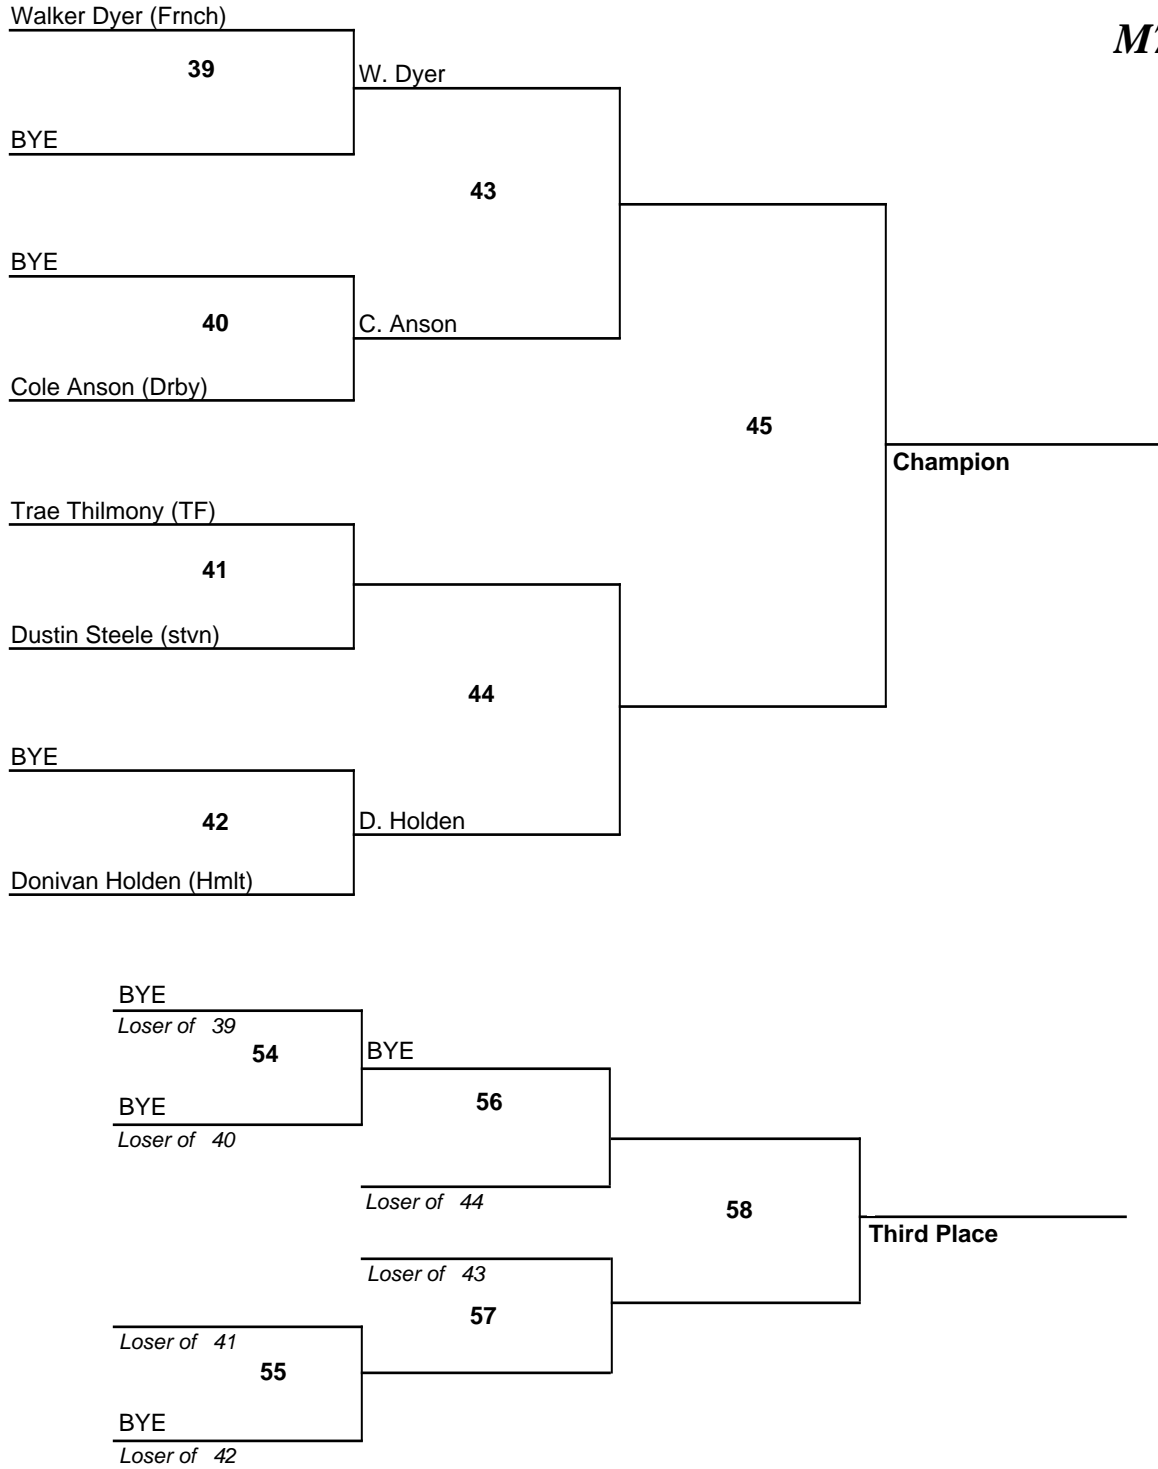 Walker Dyer (Frnch)
M
39
W. Dyer
BYE
43
BYE
40
C. Anson
Cole Anson (Drby)
45
Champion
Trae Thilmony (TF)
41
Dustin Steele (stvn)
44
BYE
42
D. Holden
Donivan Holden (Hmlt)
BYE
Loser of 39
54
BYE
56
BYE
Loser of 40
Loser of 44
58
Third Place
Loser of 43
57
Loser of 41
55
BYE
Loser of 42